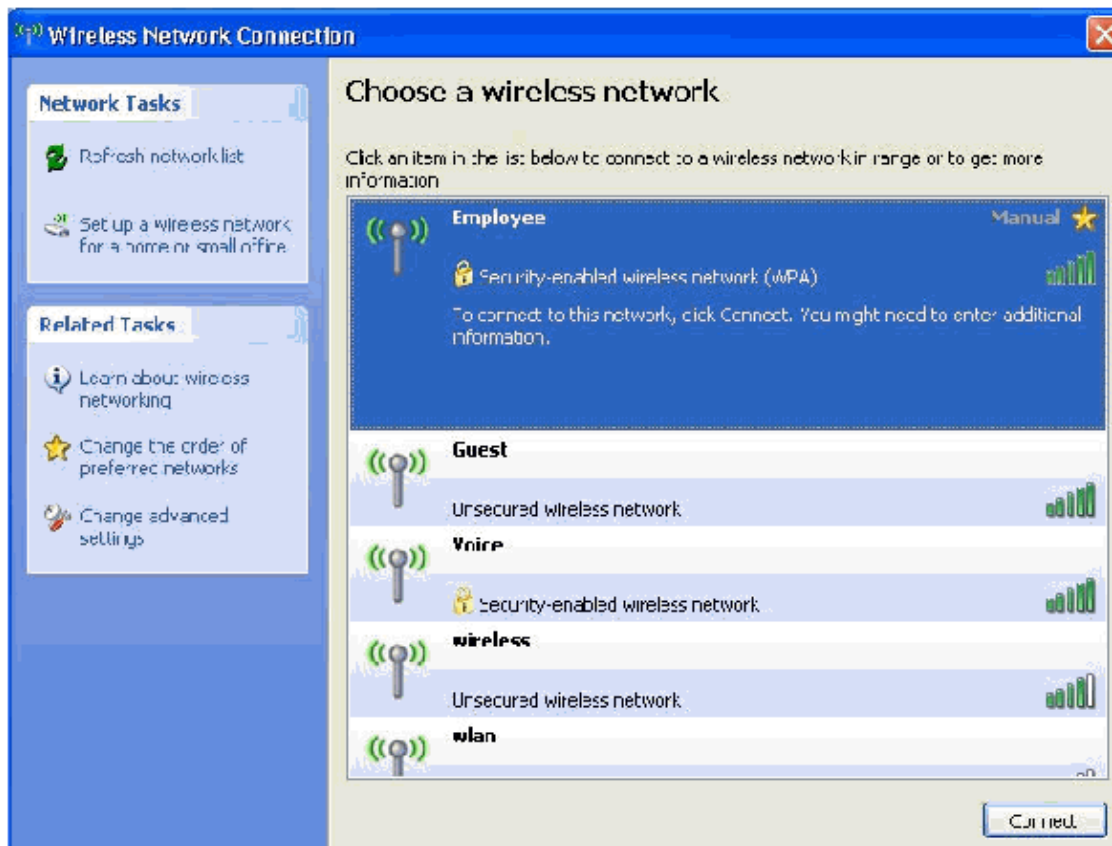 Wireless Network Connection
Network Tasks
Refresh network list
Set up a wireless network
for a home or small office
Related Tasks
Learn about wireless
networking
Change the order of
preferred networks
Change advanced
settings
Choose a wireless network
Click an item in the list below to connect to a wireless network in range or to get more
information
Employee
Manual
Security-enabled wireless network (WPA)
To connect to this network, click Connect. You might need to enter additional
information.
Guest
Unsecured wireless network
Voice
Security-enabled wireless network
wireless
Unsecured wireless network
wlan
Connect